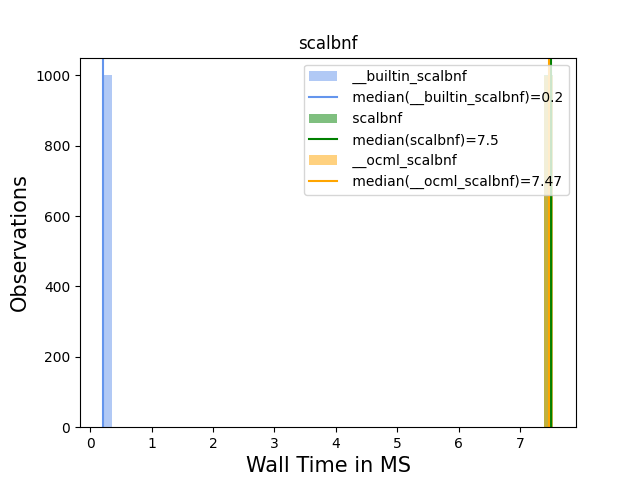 scalbnf
__builtin_scalbnf
median(__builtin_scalbnf)=0.2
scalbnf
median(scalbnf)=7.5
__ocml_scalbnf
median(__ocml_scalbnf)=7.47
1000
800
600
400
200
0
Observations
0 1 2 3 4 5 6 7
Wall Time in MS